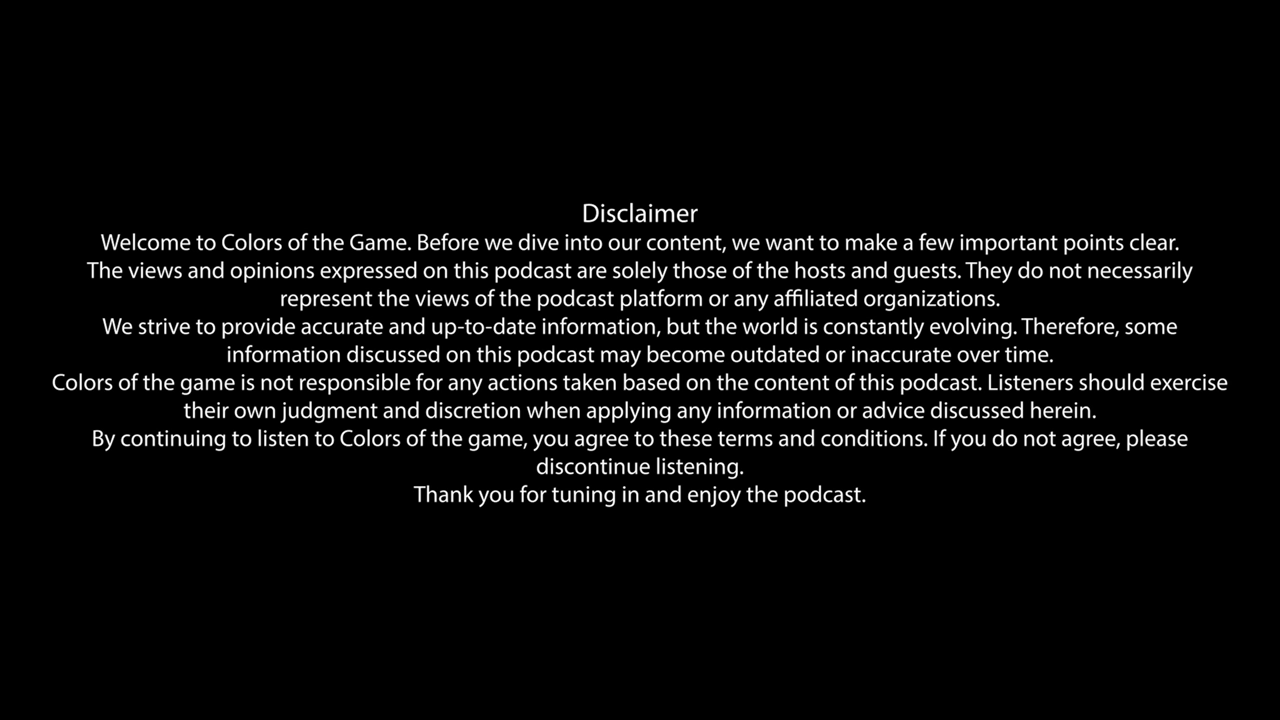 Disclaimer
Welcome to Colors of the Game. Before we dive into our content, we want to make a few important points clear.
The views and opinions expressed on this podcast are solely those of the hosts and guests. They do not necessarily
represent the views of the podcast platform or any affiliated organizations.
We strive to provide accurate and up-to-date information, but the world is constantly evolving. Therefore, some
information discussed on this podcast may become outdated or inaccurate over time.
Colors of the game is not responsible for any actions taken based on the content of this podcast. Listeners should exercise
their own judgment and discretion when applying any information or advice discussed herein.
By continuing to listen to Colors of the game, you agree to these terms and conditions. If you do not agree, please
discontinue listening.
Thank you for tuning in and enjoy the podcast.